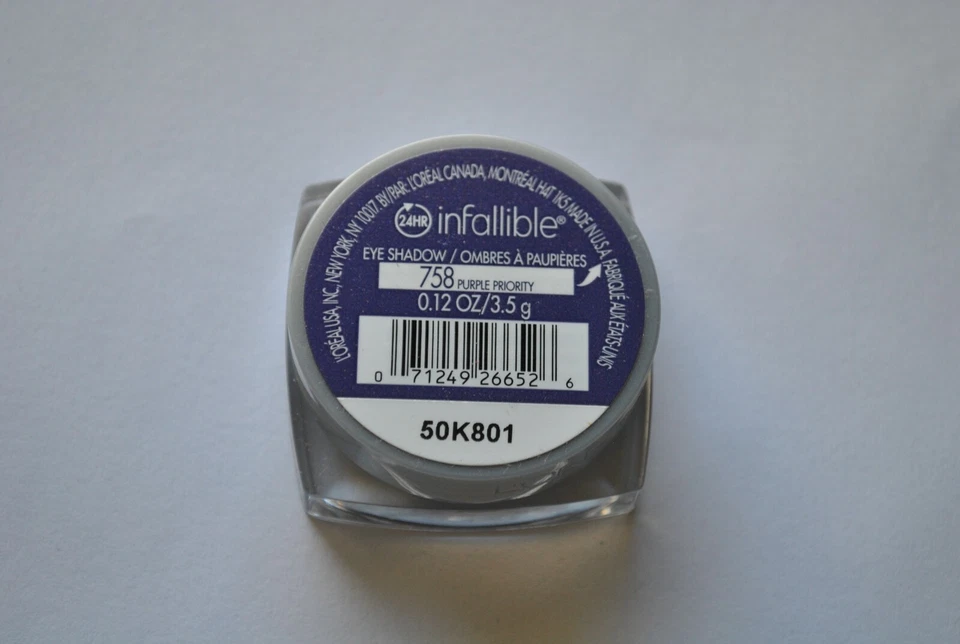 L'ORÉAL USA, INC., NEW YORK, NY 10017. BY/PAR: L'ORÉAL CANADA, MONTRÉAL H4T 1K5 MADE IN U.S.A. FABRIQUÉ AUX ÉTATS-UNIS
24HR infallible®
EYE SHADOW / OMBRES À PAUPIÈRES
758 PURPLE PRIORITY
0.12 OZ/3.5 g
0 71249 26652 6
50K801